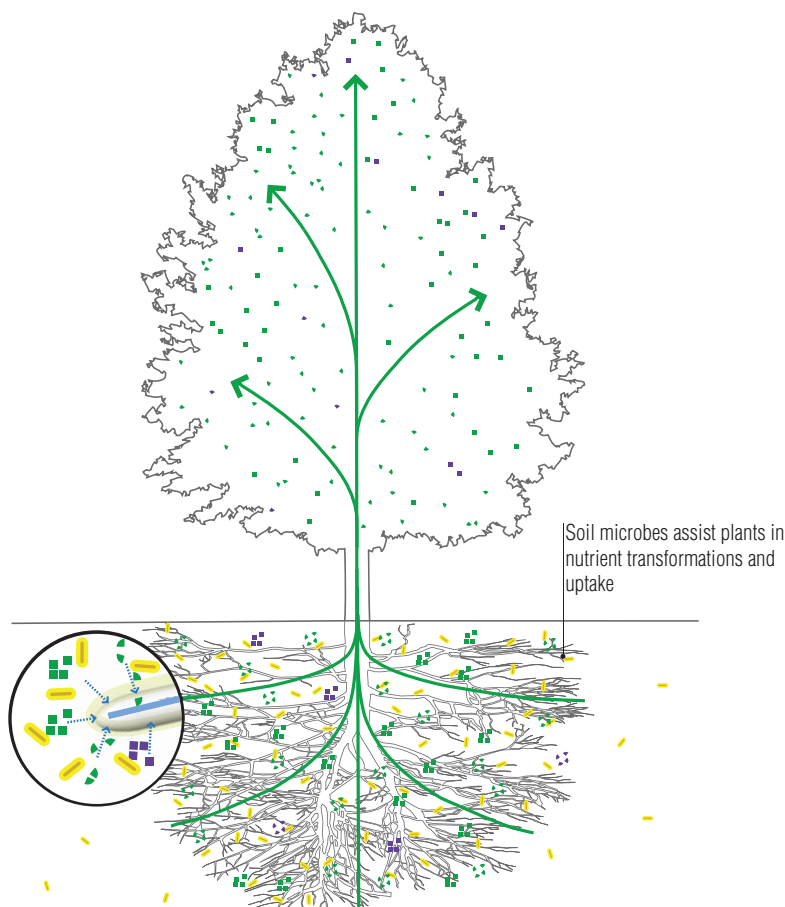 Soil microbes assist plants in
nutrient transformations and
uptake